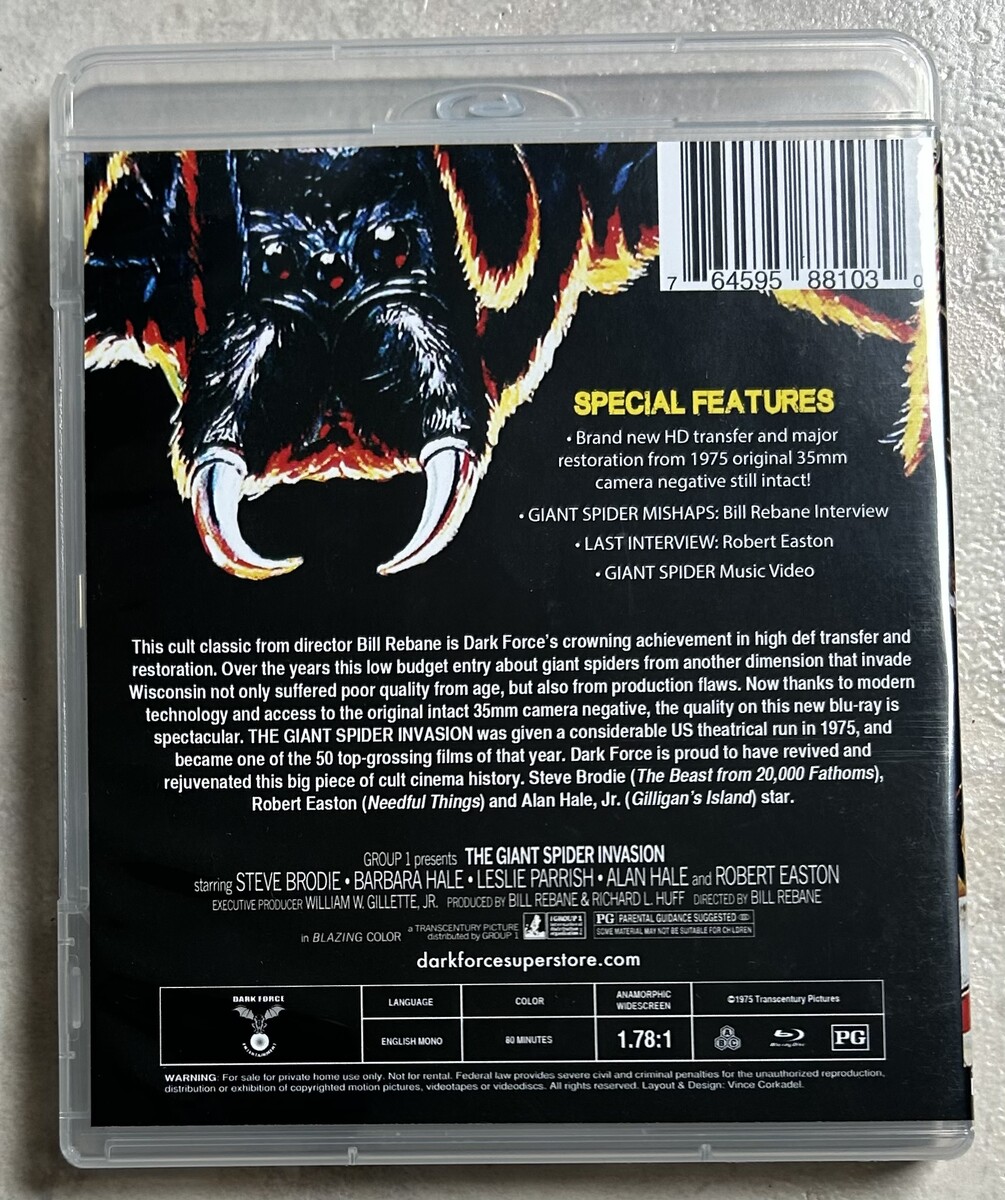 7 64595 88103 0
SPECIAL FEATURES
• Brand new HD transfer and major
restoration from 1975 original 35mm
camera negative still intact!
• GIANT SPIDER MISHAPS: Bill Rebane Interview
• LAST INTERVIEW: Robert Easton
• GIANT SPIDER Music Video
This cult classic from director Bill Rebane is Dark Force's crowning achievement in high def transfer and
restoration. Over the years this low budget entry about giant spiders from another dimension that invade
Wisconsin not only suffered poor quality from age, but also from production flaws. Now thanks to modern
technology and access to the original intact 35mm camera negative, the quality on this new blu-ray is
spectacular. THE GIANT SPIDER INVASION was given a considerable US theatrical run in 1975, and
became one of the 50 top-grossing films of that year. Dark Force is proud to have revived and
rejuvenated this big piece of cult cinema history. Steve Brodie (The Beast from 20,000 Fathoms),
Robert Easton (Needful Things) and Alan Hale, Jr. (Gilligan's Island) star.
GROUP 1 presents THE GIANT SPIDER INVASION
starring STEVE BRODIE • BARBARA HALE • LESLIE PARRISH • ALAN HALE and ROBERT EASTON
EXECUTIVE PRODUCER WILLIAM W. GILLETTE, JR. PRODUCED BY BILL REBANE & RICHARD L. HUFF DIRECTED BY BILL REBANE
in BLAZING COLOR a TRANSCENTURY PICTURE
distributed by GROUP 1
GROUP 1
PG PARENTAL GUIDANCE SUGGESTED
SOME MATERIAL MAY NOT BE SUITABLE FOR CHILDREN
darkforcesuperstore.com
DARK FORCE
ENTERTAINMENT
LANGUAGE
ENGLISH MONO
COLOR
80 MINUTES
ANAMORPHIC
WIDESCREEN
1.78:1
©1975 Transcentury Pictures
A B C
Blu-ray Disc
PG
WARNING: For sale for private home use only. Not for rental. Federal law provides severe civil and criminal penalties for the unauthorized reproduction,
distribution or exhibition of copyrighted motion pictures, videotapes or videodiscs. All rights reserved. Layout & Design: Vince Corkadel.